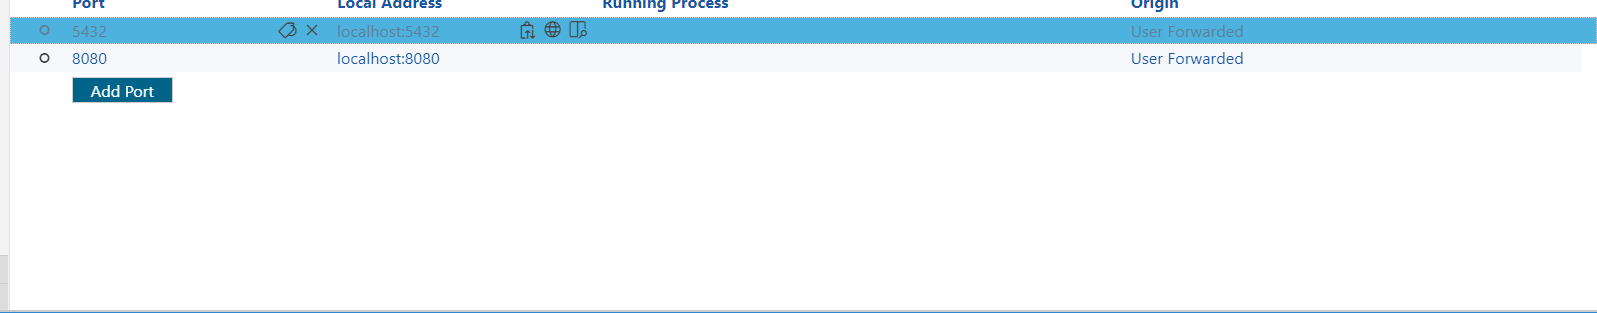 Port Local Address Running Process Origin
5432 localhost:5432 User Forwarded
8080 localhost:8080 User Forwarded
Add Port